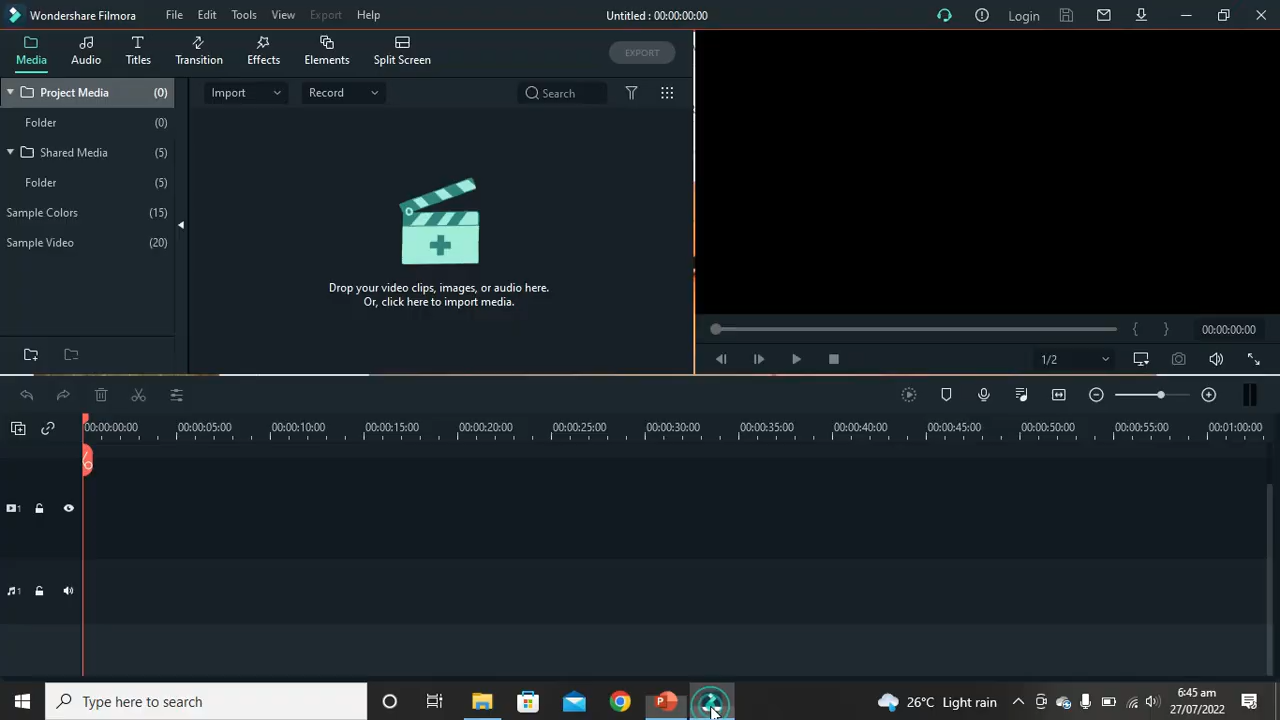 Wondershare Filmora File Edit Tools View Export Help Untitled : 00:00:00:00 Login
Media Audio Titles Transition Effects Elements Split Screen EXPORT
Project Media (0) Import Record Search
Folder (0)
Shared Media (5)
Folder (5)
Sample Colors (15)
Sample Video (20)
Drop your video clips, images, or audio here.
Or, click here to import media.
{ } 00:00:00:00
1/2
00:00:00:00 00:00:05:00 00:00:10:00 00:00:15:00 00:00:20:00 00:00:25:00 00:00:30:00 00:00:35:00 00:00:40:00 00:00:45:00 00:00:50:00 00:00:55:00 00:01:00:00
1
1
Type here to search 26°C Light rain 6:45 am
27/07/2022